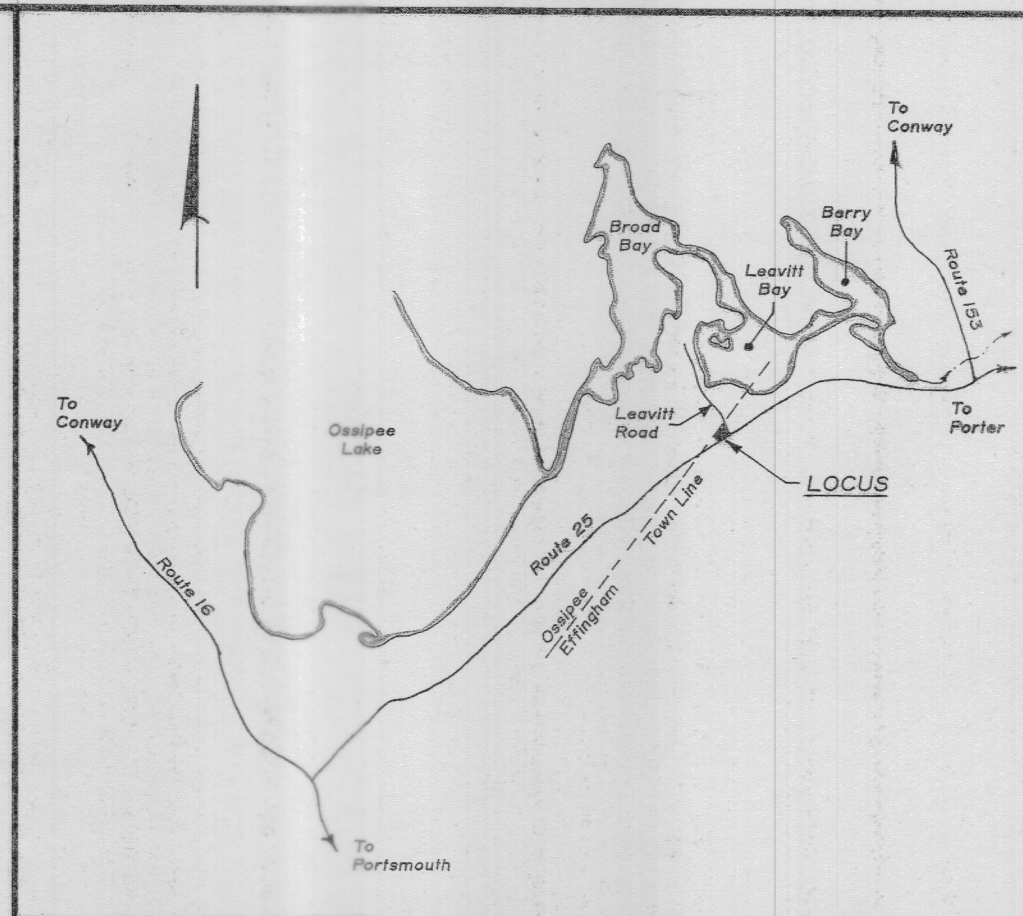 To
Conway
Berry
Bay
Broad
Bay
Leavitt
Bay
Route 153
To
Conway
Ossipee
Lake
Leavitt
Road
To
Porter
LOCUS
Town Line
Route 25
Route 16
Ossipee
Effingham
To
Portsmouth